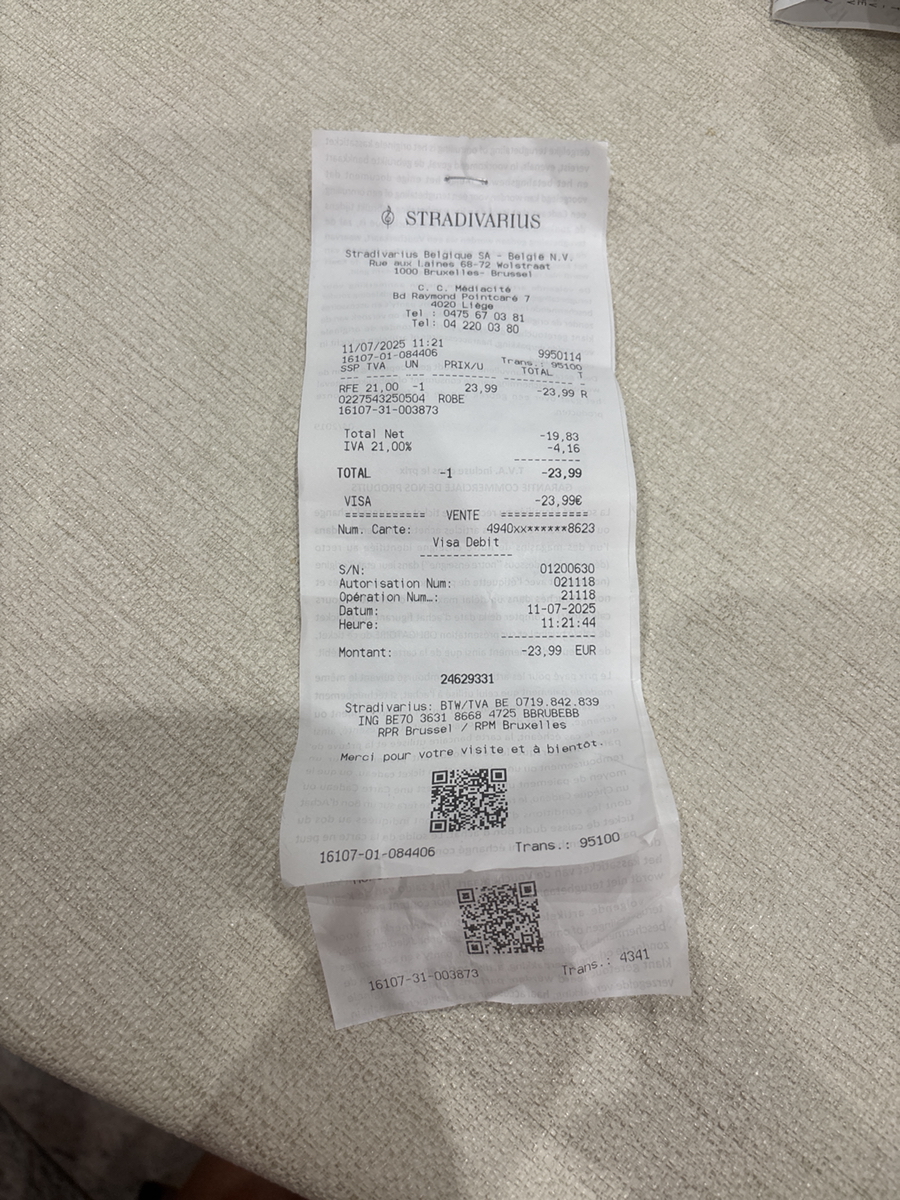 STRADIVARIUS
Stradivarius Belgique SA - België N.V.
Rue aux Laines 68-72 Wolstraat
1000 Bruxelles- Brussel
C. C. Médiacité
Bd Raymond Pointcaré 7
4020 Liège
Tel : 0475 67 03 81
Tel: 04 220 03 80
11/07/2025 11:21 9950114
16107-01-084406 Trans.: 95100
SSP TVA UN PRIX/U TOTAL T
--- ----- --- -------- ---------- -
RFE 21,00 -1 23,99 -23,99 R
0227543250504 ROBE
16107-31-003873
Total Net -19,83
IVA 21,00% -4,16
----------
TOTAL -1 -23,99
VISA -23,99€
============ VENTE =============
Num. Carte: 4940xx******8623
Visa Debit
-------------
S/N: 01200630
Autorisation Num: 021118
Opération Num…: 21118
Datum: 11-07-2025
Heure: 11:21:44
-------------
Montant: -23,99 EUR
24629331
Stradivarius: BTW/TVA BE 0719.842.839
ING BE70 3631 8668 4725 BBRUBEBB
RPR Brussel / RPM Bruxelles
Merci pour votre visite et à bientôt.
16107-01-084406 Trans.: 95100
16107-31-003873 Trans.: 4341